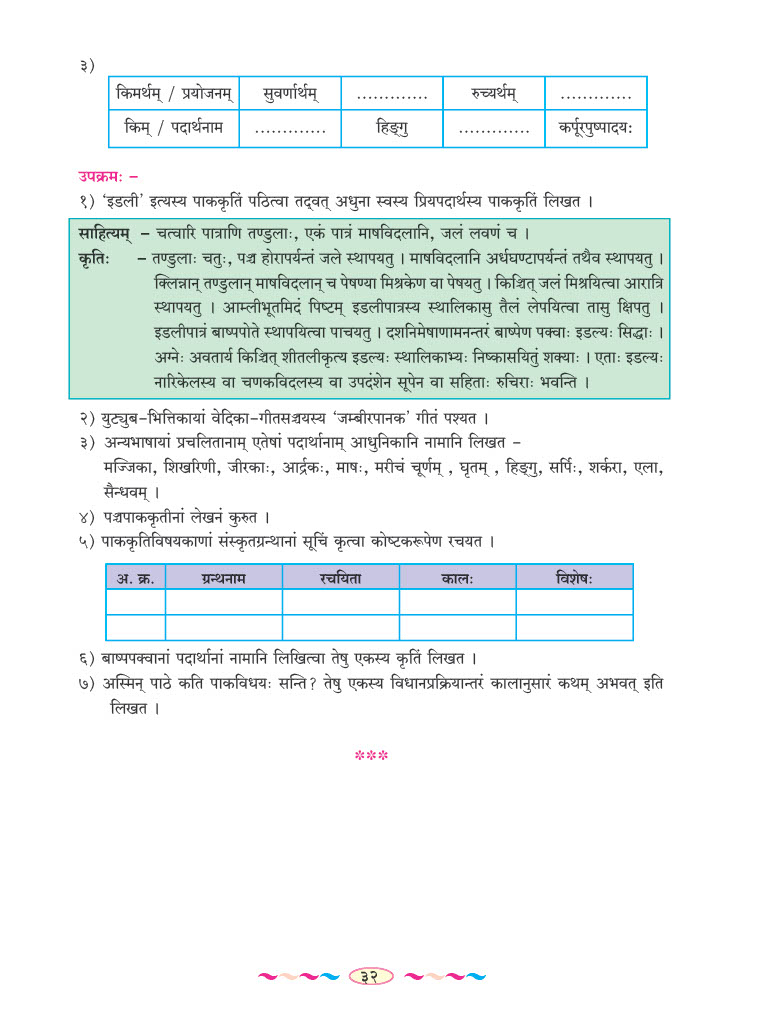 ३)
किमर्थम् / प्रयोजनम् सुवर्णार्थम् ............. रुच्यर्थम् .............
किम् / पदार्थनाम ............. हिङ्गु ............. कर्पूरपुष्पादयः
उपक्रमः –
१) ‘इडली’ इत्यस्य पाककृतिं पठित्वा तद्वत् अधुना स्वस्य प्रियपदार्थस्य पाककृतिं लिखत ।
साहित्यम् – चत्वारि पात्राणि तण्डुलाः, एकं पात्रं माषविदलानि, जलं लवणं च ।
कृतिः – तण्डुलाः चतुः, पञ्च होरापर्यन्तं जले स्थापयतु । माषविदलानि अर्धघण्टापर्यन्तं तथैव स्थापयतु ।
क्लिन्नान् तण्डुलान् माषविदलान् च पेषण्या मिश्रकेण वा पेषयतु । किञ्चित् जलं मिश्रयित्वा आरात्रि
स्थापयतु । आम्लीभूतमिदं पिष्टम् इडलीपात्रस्य स्थालिकासु तैलं लेपयित्वा तासु क्षिपतु ।
इडलीपात्रं बाष्पपोते स्थापयित्वा पाचयतु । दशनिमेषाणामनन्तरं बाष्पेण पक्वाः इडल्यः सिद्धाः ।
अग्नेः अवतार्य किञ्चित् शीतलीकृत्य इडल्यः स्थालिकाभ्यः निष्कासयितुं शक्याः । एताः इडल्यः
नारिकेलस्य वा चणकविदलस्य वा उपदंशेन सूपेन वा सहिताः रुचिराः भवन्ति ।
२) युट्युब-भित्तिकायां वेदिका-गीतसञ्चयस्य ‘जम्बीरपानक’ गीतं पश्यत ।
३) अन्यभाषायां प्रचलितानाम् एतेषां पदार्थानाम् आधुनिकानि नामानि लिखत –
मज्जिका, शिखरिणी, जीरकाः, आर्द्रकः, माषः, मरीचं चूर्णम् , घृतम् , हिङ्गु, सर्पिः, शर्करा, एला,
सैन्धवम् ।
४) पञ्चपाककृतीनां लेखनं कुरुत ।
५) पाककृतिविषयकाणां संस्कृतग्रन्थानां सूचिं कृत्वा कोष्टकरूपेण रचयत ।
अ. क्र. ग्रन्थनाम रचयिता कालः विशेषः
६) बाष्पपक्वानां पदार्थानां नामानि लिखित्वा तेषु एकस्य कृतिं लिखत ।
७) अस्मिन् पाठे कति पाकविधयः सन्ति? तेषु एकस्य विधानप्रक्रियान्तरं कालानुसारं कथम् अभवत् इति
लिखत ।
***
३२